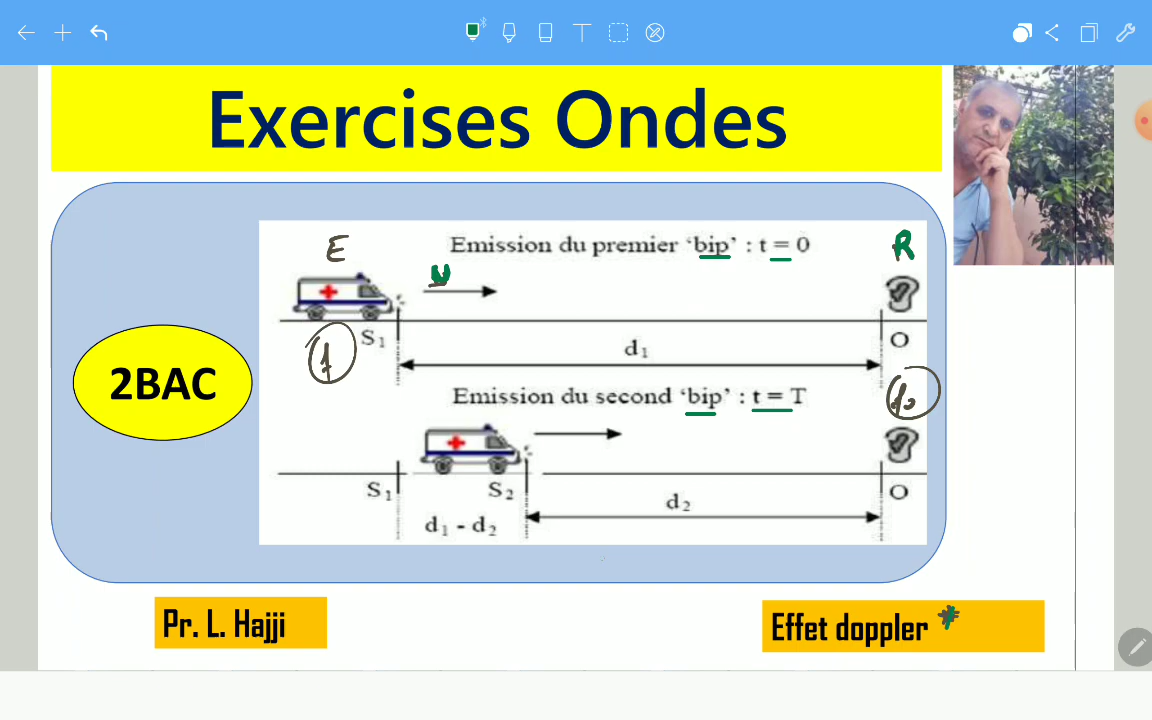 Exercises Ondes
E
Emission du premier ‘bip’ : t = 0
R
S₁
d₁
O
1
Emission du second ‘bip’ : t = T
S₁
S₂
d₂
O
d₁ - d₂
2BAC
Pr. L. Hajji
Effet doppler *